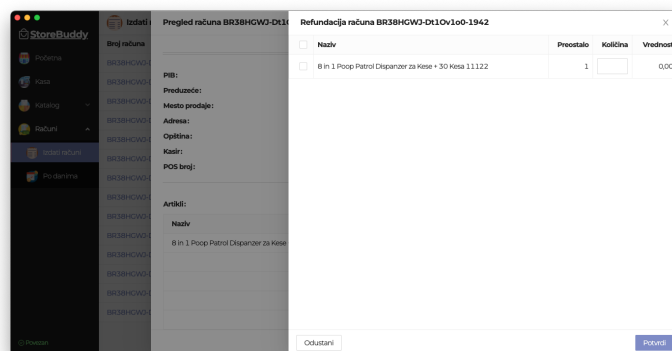 StoreBuddy
Početna
Kasa
Katalog
Računi
Izdati računi
Po danima
Povezan
Izdati
Broj računa
Pregled računa BR38HGWJ-Dt1O
PIB:
Preduzeće:
Mesto prodaje:
Adresa:
Opština:
Kasir:
POS broj:
Artikli:
Naziv
8 in 1 Poop Patrol Dispanzer za Kese
Refundacija računa BR38HGWJ-Dt1Ov1o0-1942
Naziv Preostalo Količina Vrednost
8 in 1 Poop Patrol Dispanzer za Kese + 30 Kesa 11122 1 0,00
Odustani Potvrdi